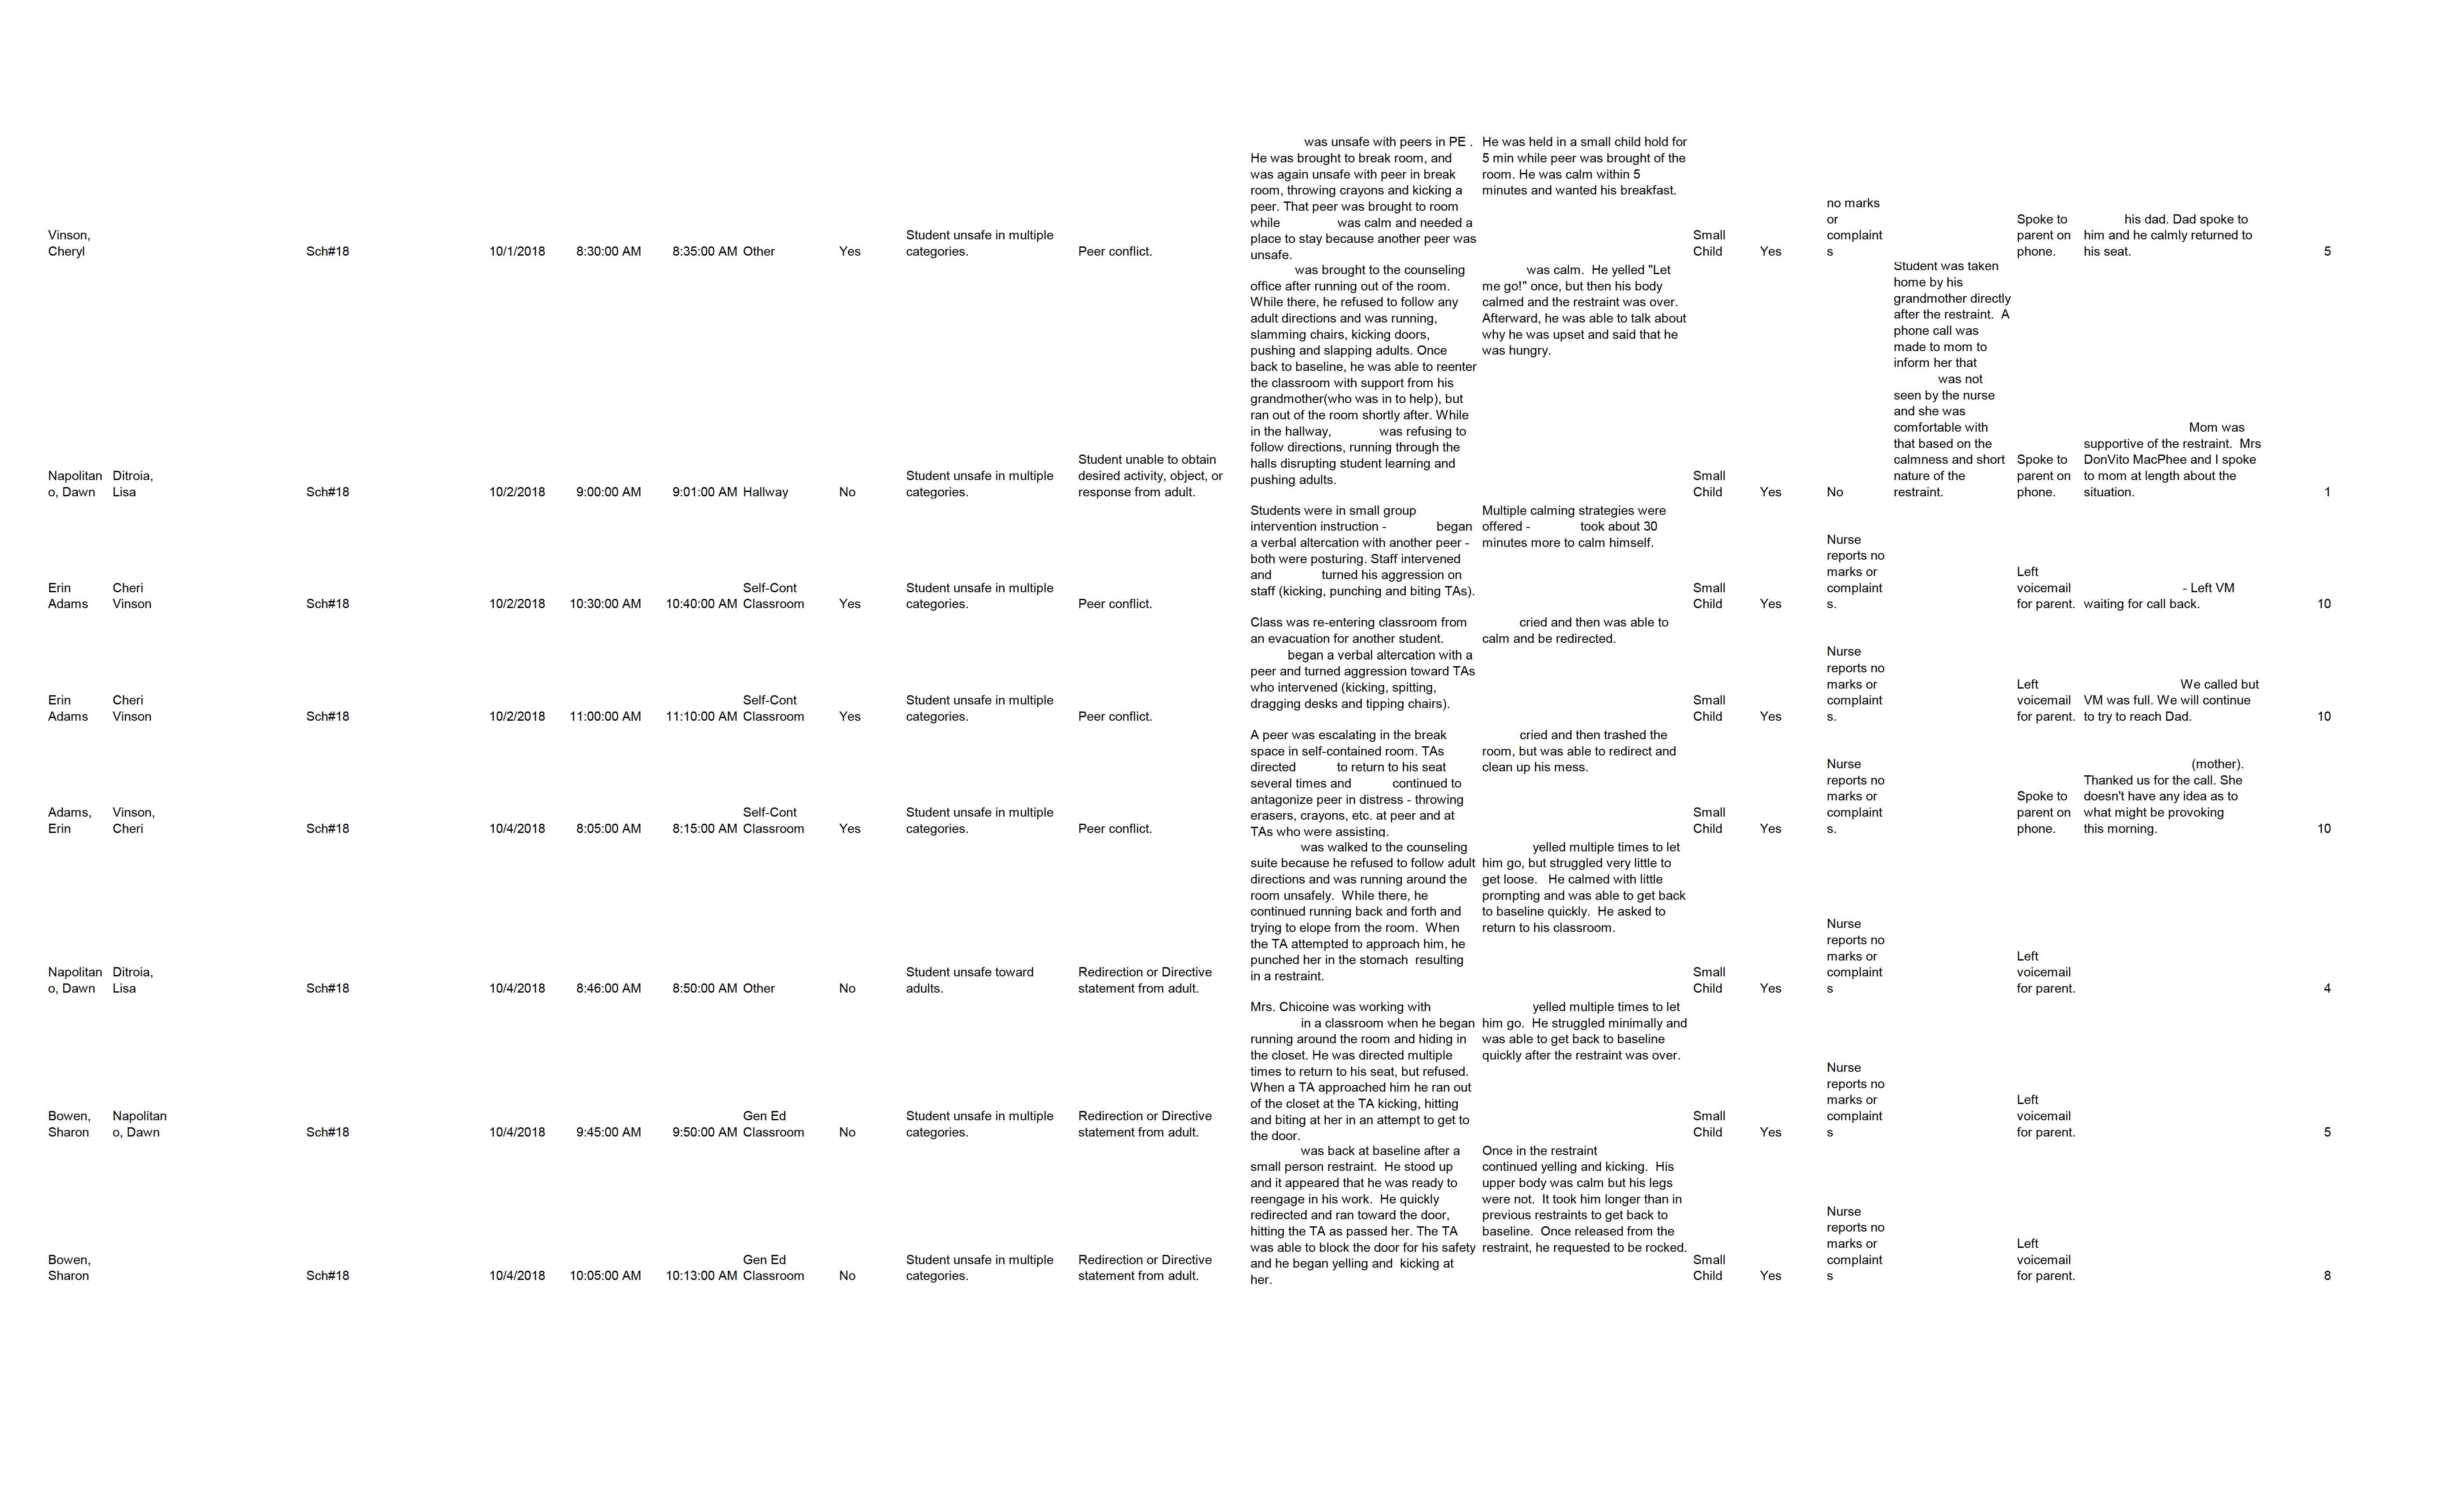 Vinson,
Cheryl
Sch#18
10/1/2018
8:30:00 AM
8:35:00 AM
Other
Yes
Student unsafe in multiple
categories.
Peer conflict.
was unsafe with peers in PE .
He was brought to break room, and
was again unsafe with peer in break
room, throwing crayons and kicking a
peer. That peer was brought to room
while was calm and needed a
place to stay because another peer was
unsafe.
He was held in a small child hold for
5 min while peer was brought of the
room. He was calm within 5
minutes and wanted his breakfast.
Small
Child
Yes
no marks
or
complaint
s
Spoke to
parent on
phone.
his dad. Dad spoke to
him and he calmly returned to
his seat.
5
Napolitan
o, Dawn
Ditroia,
Lisa
Sch#18
10/2/2018
9:00:00 AM
9:01:00 AM
Hallway
No
Student unsafe in multiple
categories.
Student unable to obtain
desired activity, object, or
response from adult.
was brought to the counseling
office after running out of the room.
While there, he refused to follow any
adult directions and was running,
slamming chairs, kicking doors,
pushing and slapping adults. Once
back to baseline, he was able to reenter
the classroom with support from his
grandmother(who was in to help), but
ran out of the room shortly after. While
in the hallway, was refusing to
follow directions, running through the
halls disrupting student learning and
pushing adults.
was calm.  He yelled "Let
me go!" once, but then his body
calmed and the restraint was over.
Afterward, he was able to talk about
why he was upset and said that he
was hungry.
Small
Child
Yes
No
Student was taken
home by his
grandmother directly
after the restraint.  A
phone call was
made to mom to
inform her that
was not
seen by the nurse
and she was
comfortable with
that based on the
calmness and short
nature of the
restraint.
Spoke to
parent on
phone.
Mom was
supportive of the restraint.  Mrs
DonVito MacPhee and I spoke
to mom at length about the
situation.
1
Erin
Adams
Cheri
Vinson
Sch#18
10/2/2018
10:30:00 AM
10:40:00 AM
Self-Cont
Classroom
Yes
Student unsafe in multiple
categories.
Peer conflict.
Students were in small group
intervention instruction - began
a verbal altercation with another peer -
both were posturing. Staff intervened
and turned his aggression on
staff (kicking, punching and biting TAs).
Multiple calming strategies were
offered - took about 30
minutes more to calm himself.
Small
Child
Yes
Nurse
reports no
marks or
complaint
s.
Left
voicemail
for parent.
- Left VM
waiting for call back.
10
Erin
Adams
Cheri
Vinson
Sch#18
10/2/2018
11:00:00 AM
11:10:00 AM
Self-Cont
Classroom
Yes
Student unsafe in multiple
categories.
Peer conflict.
Class was re-entering classroom from
an evacuation for another student.
began a verbal altercation with a
peer and turned aggression toward TAs
who intervened (kicking, spitting,
dragging desks and tipping chairs).
cried and then was able to
calm and be redirected.
Small
Child
Yes
Nurse
reports no
marks or
complaint
s.
Left
voicemail
for parent.
We called but
VM was full. We will continue
to try to reach Dad.
10
Adams,
Erin
Vinson,
Cheri
Sch#18
10/4/2018
8:05:00 AM
8:15:00 AM
Self-Cont
Classroom
Yes
Student unsafe in multiple
categories.
Peer conflict.
A peer was escalating in the break
space in self-contained room. TAs
directed to return to his seat
several times and continued to
antagonize peer in distress - throwing
erasers, crayons, etc. at peer and at
TAs who were assisting.
cried and then trashed the
room, but was able to redirect and
clean up his mess.
Small
Child
Yes
Nurse
reports no
marks or
complaint
s.
Spoke to
parent on
phone.
(mother).
Thanked us for the call. She
doesn't have any idea as to
what might be provoking
this morning.
10
Napolitan
o, Dawn
Ditroia,
Lisa
Sch#18
10/4/2018
8:46:00 AM
8:50:00 AM
Other
No
Student unsafe toward
adults.
Redirection or Directive
statement from adult.
was walked to the counseling
suite because he refused to follow adult
directions and was running around the
room unsafely.  While there, he
continued running back and forth and
trying to elope from the room.  When
the TA attempted to approach him, he
punched her in the stomach  resulting
in a restraint.
yelled multiple times to let
him go, but struggled very little to
get loose.   He calmed with little
prompting and was able to get back
to baseline quickly.  He asked to
return to his classroom.
Small
Child
Yes
Nurse
reports no
marks or
complaint
s
Left
voicemail
for parent.
4
Bowen,
Sharon
Napolitan
o, Dawn
Sch#18
10/4/2018
9:45:00 AM
9:50:00 AM
Gen Ed
Classroom
No
Student unsafe in multiple
categories.
Redirection or Directive
statement from adult.
Mrs. Chicoine was working with
in a classroom when he began
running around the room and hiding in
the closet. He was directed multiple
times to return to his seat, but refused.
When a TA approached him he ran out
of the closet at the TA kicking, hitting
and biting at her in an attempt to get to
the door.
yelled multiple times to let
him go.  He struggled minimally and
was able to get back to baseline
quickly after the restraint was over.
Small
Child
Yes
Nurse
reports no
marks or
complaint
s
Left
voicemail
for parent.
5
Bowen,
Sharon
Sch#18
10/4/2018
10:05:00 AM
10:13:00 AM
Gen Ed
Classroom
No
Student unsafe in multiple
categories.
Redirection or Directive
statement from adult.
was back at baseline after a
small person restraint.  He stood up
and it appeared that he was ready to
reengage in his work.  He quickly
redirected and ran toward the door,
hitting the TA as passed her. The TA
was able to block the door for his safety
and he began yelling and  kicking at
her.
Once in the restraint
continued yelling and kicking.  His
upper body was calm but his legs
were not.  It took him longer than in
previous restraints to get back to
baseline.  Once released from the
restraint, he requested to be rocked.
Small
Child
Yes
Nurse
reports no
marks or
complaint
s
Left
voicemail
for parent.
8